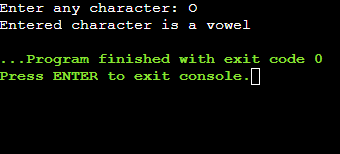 Enter any character: O
Entered character is a vowel
...Program finished with exit code 0
Press ENTER to exit console.